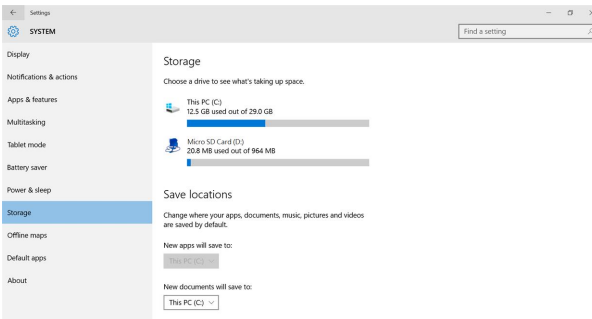 Settings
SYSTEM
Find a setting
Display
Notifications & actions
Apps & features
Multitasking
Tablet mode
Battery saver
Power & sleep
Storage
Offline maps
Default apps
About
Storage
Choose a drive to see what's taking up space.
This PC (C:)
12.5 GB used out of 29.0 GB
Micro SD Card (D:)
20.8 MB used out of 964 MB
Save locations
Change where your apps, documents, music, pictures and videos
are saved by default.
New apps will save to:
This PC (C:)
New documents will save to:
This PC (C:)